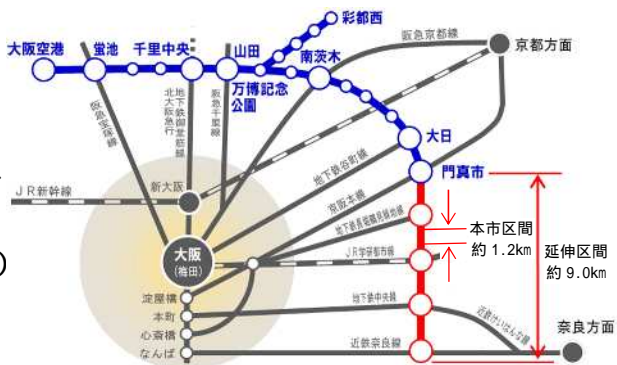 彩都西
大阪空港
蛍池
千里中央
山田
南茨木
阪急京都線
京都方面
万博記念
公園
阪急宝塚線
地下鉄御堂筋線
北大阪急行
阪急千里線
大日
地下鉄谷町線
門真市
京阪本線
JR新幹線
新大阪
地下鉄長堀鶴見緑地線
本市区間
約 1.2km
延伸区間
約 9.0km
大阪
(梅田)
JR学研都市線
淀屋橋
本町
心斎橋
なんば
地下鉄中央線
近鉄けいはんな線
奈良方面
近鉄奈良線